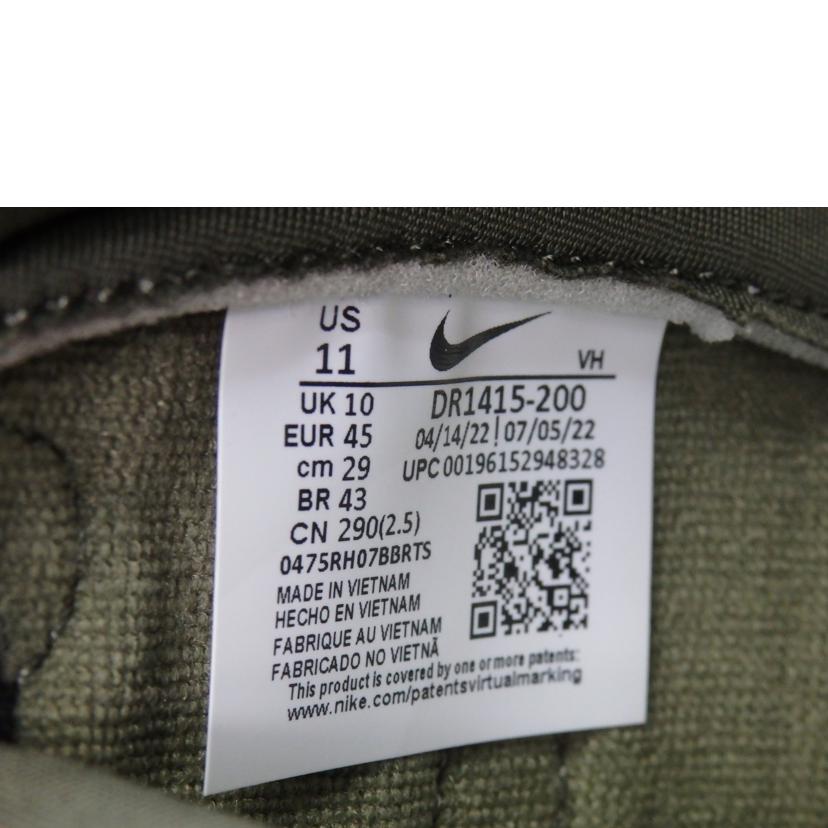 US
11
VH
UK 10
DR1415-200
EUR 45
04/14/22 | 07/05/22
cm 29
UPC 00196152948328
BR 43
CN 290(2.5)
0475RH07BBRTS
MADE IN VIETNAM
HECHO EN VIETNAM
FABRIQUE AU VIETNAM
FABRICADO NO VIETNÃ
This product is covered by one or more patents:
www.nike.com/patentsvirtualmarking